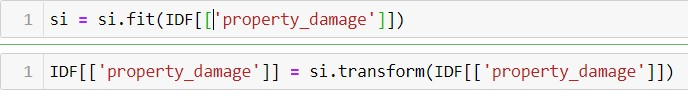 1 si = si.fit(IDF[['property_damage']])
1 IDF[['property_damage']] = si.transform(IDF[['property_damage']])